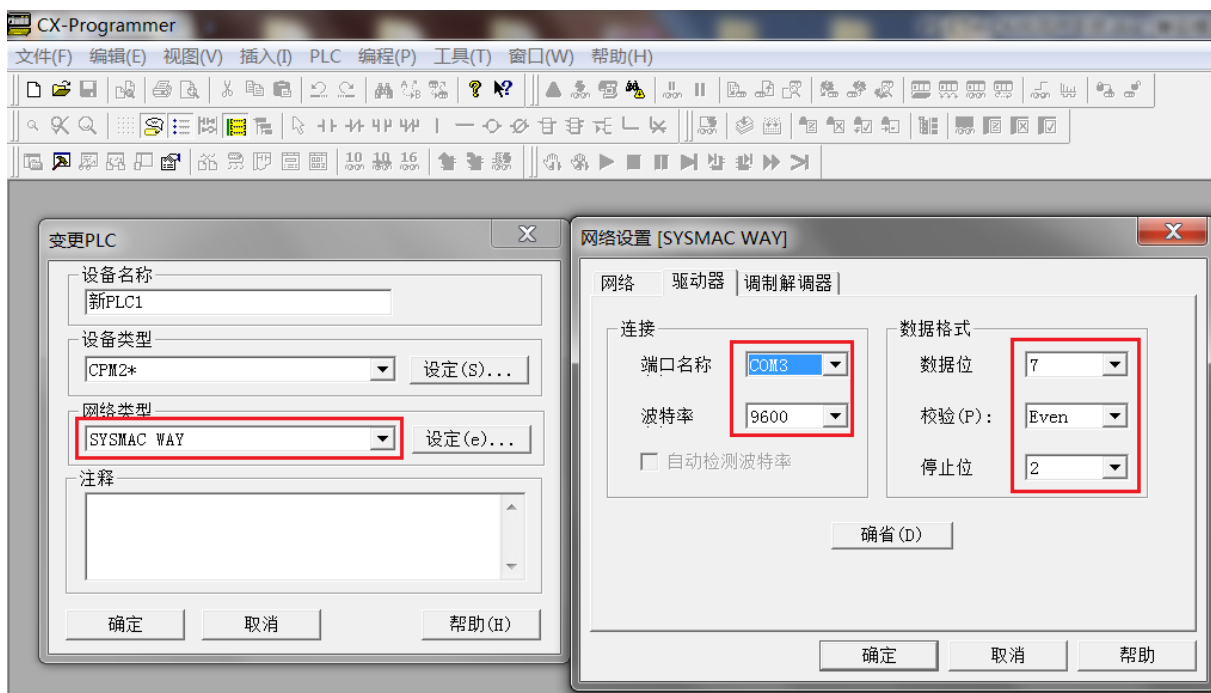 CX-Programmer
文件(F) 编辑(E) 视图(V) 插入(I) PLC 编程(P) 工具(T) 窗口(W) 帮助(H)
10 10 16
变更PLC
设备名称
新PLC1
设备类型
CPM2*
设定(S)...
网络类型
SYSMAC WAY
设定(e)...
注释
确定 取消 帮助(H)
网络设置 [SYSMAC WAY]
网络 驱动器 调制解调器
连接
端口名称 COM3
波特率 9600
自动检测波特率
数据格式
数据位 7
校验(P): Even
停止位 2
确省(D)
确定 取消 帮助